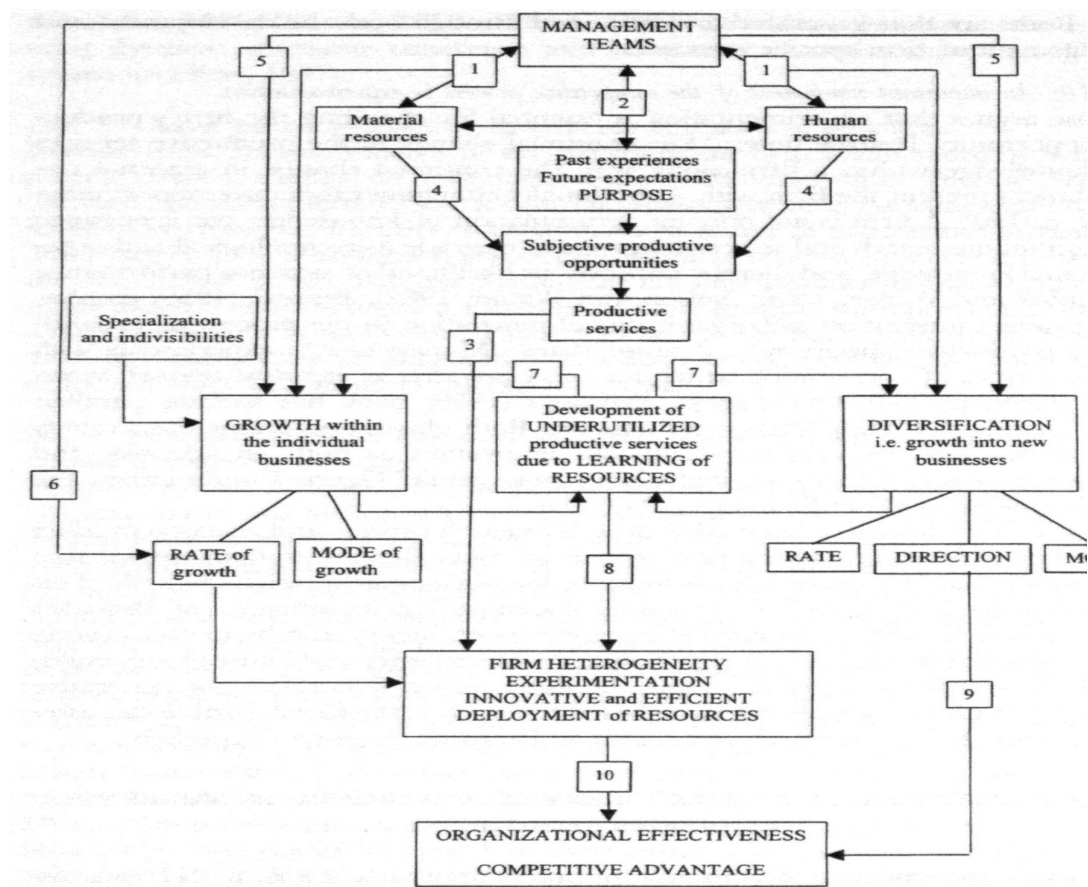 MANAGEMENT
TEAMS
5
1
1
5
2
Material
resources
Human
resources
Past experiences
Future expectations
PURPOSE
4
4
Subjective productive
opportunities
Productive
services
Specialization
and indivisibilities
3
7
7
GROWTH within
the individual
businesses
Development of
UNDERUTILIZED
productive services
due to LEARNING of
RESOURCES
DIVERSIFICATION
i.e. growth into new
businesses
6
RATE of
growth
MODE of
growth
8
RATE
DIRECTION
FIRM HETEROGENEITY
EXPERIMENTATION
INNOVATIVE and EFFICIENT
DEPLOYMENT of RESOURCES
9
10
ORGANIZATIONAL EFFECTIVENESS
COMPETITIVE ADVANTAGE